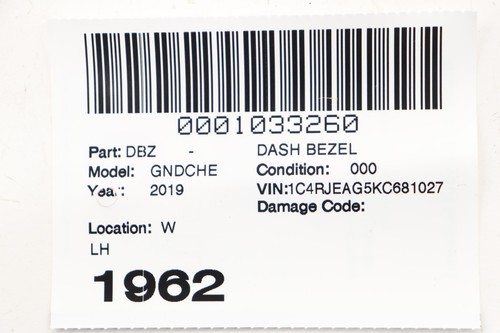 0001033260
Part: DBZ - DASH BEZEL
Model: GNDCHE Condition: 000
Year: 2019 VIN:1C4RJEAG5KC681027
Damage Code:
Location: W
LH
1962